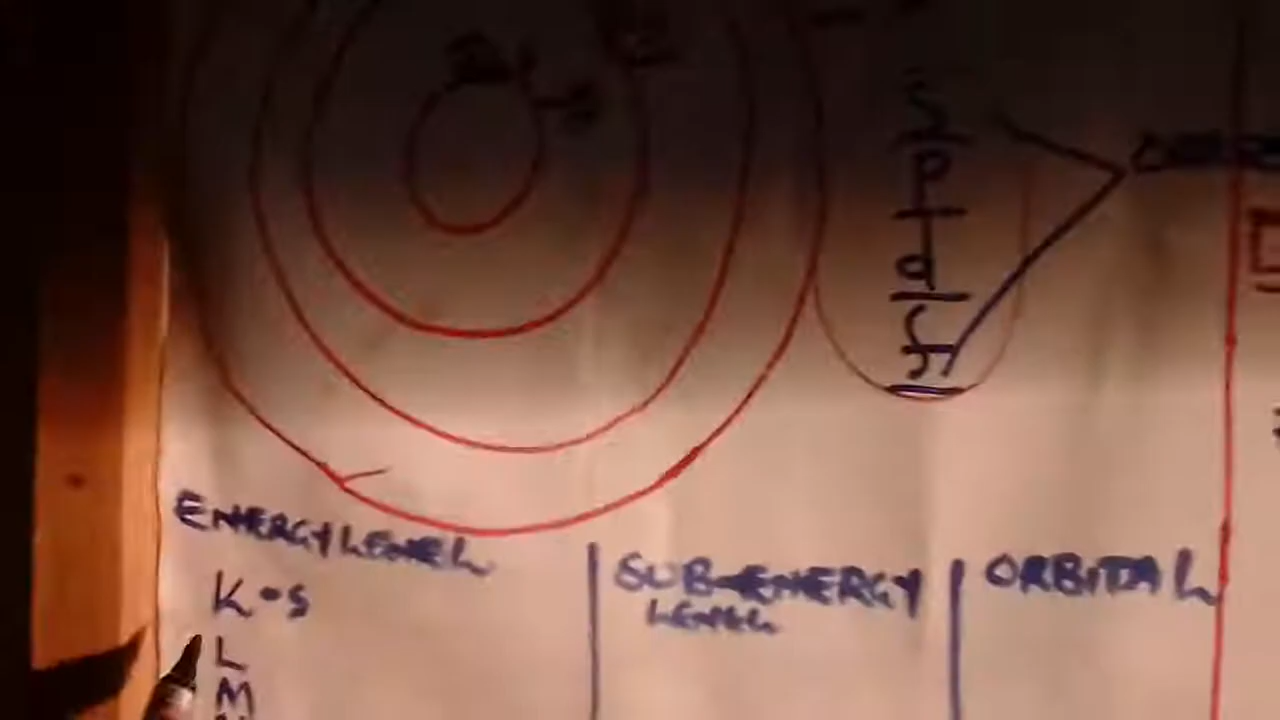 s
p
d
f
ENERGY LEVEL
K - s
L
M
SUB-ENERGY
LEVEL
ORBITAL